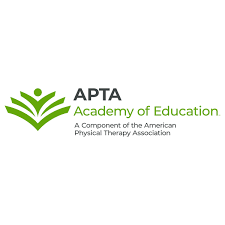 APTA
Academy of Education
A Component of the American
Physical Therapy Association